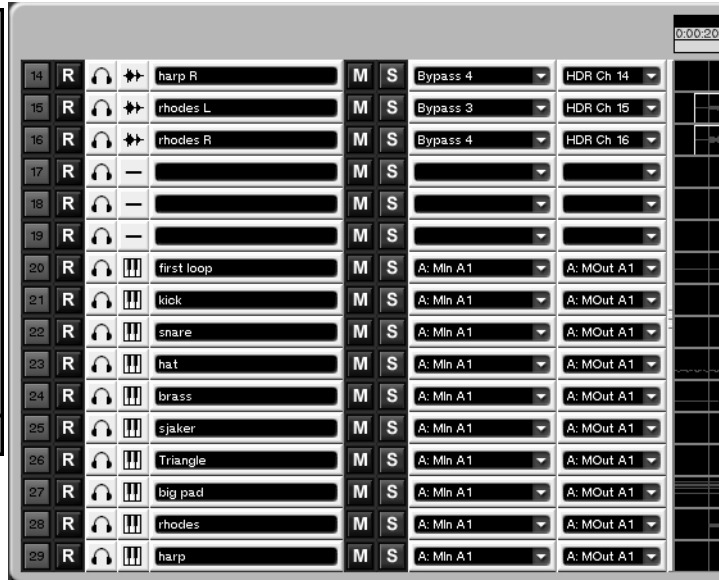 0:00:20
14 R harp R M S Bypass 4 HDR Ch 14
15 R rhodes L M S Bypass 3 HDR Ch 15
16 R rhodes R M S Bypass 4 HDR Ch 16
17 R M S
18 R M S
19 R M S
20 R first loop M S A: MIn A1 A: MOut A1
21 R kick M S A: MIn A1 A: MOut A1
22 R snare M S A: MIn A1 A: MOut A1
23 R hat M S A: MIn A1 A: MOut A1
24 R brass M S A: MIn A1 A: MOut A1
25 R sjaker M S A: MIn A1 A: MOut A1
26 R Triangle M S A: MIn A1 A: MOut A1
27 R big pad M S A: MIn A1 A: MOut A1
28 R rhodes M S A: MIn A1 A: MOut A1
29 R harp M S A: MIn A1 A: MOut A1